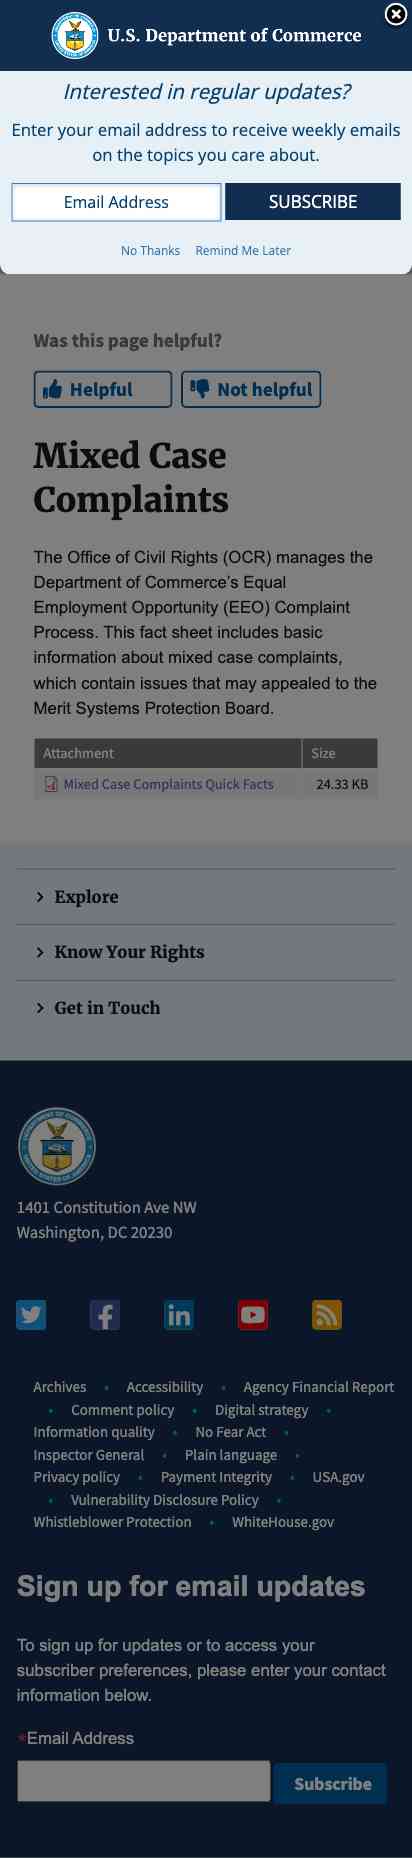 U.S. Department of Commerce
Interested in regular updates?
Enter your email address to receive weekly emails
on the topics you care about.
Email Address
SUBSCRIBE
No Thanks Remind Me Later
Was this page helpful?
Helpful
Not helpful
Mixed Case
Complaints
The Office of Civil Rights (OCR) manages the
Department of Commerce’s Equal
Employment Opportunity (EEO) Complaint
Process. This fact sheet includes basic
information about mixed case complaints,
which contain issues that may appealed to the
Merit Systems Protection Board.
Attachment Size
Mixed Case Complaints Quick Facts 24.33 KB
Explore
Know Your Rights
Get in Touch
DEPARTMENT OF COMMERCE
UNITED STATES OF AMERICA
1401 Constitution Ave NW
Washington, DC 20230
Archives • Accessibility • Agency Financial Report
• Comment policy • Digital strategy •
Information quality • No Fear Act •
Inspector General • Plain language •
Privacy policy • Payment Integrity • USA.gov
• Vulnerability Disclosure Policy •
Whistleblower Protection • WhiteHouse.gov
Sign up for email updates
To sign up for updates or to access your
subscriber preferences, please enter your contact
information below.
*Email Address
Subscribe